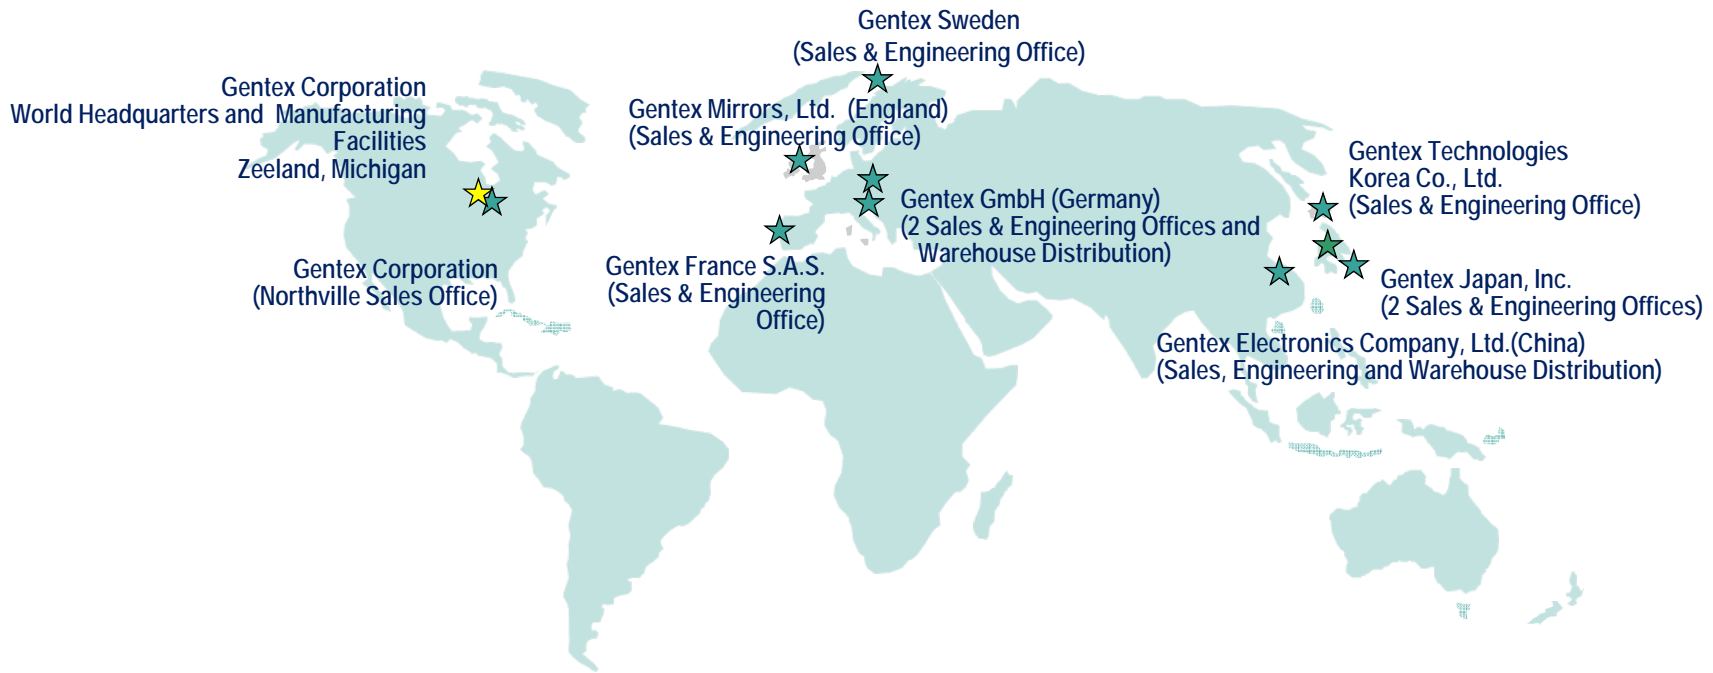 Gentex Sweden
(Sales & Engineering Office)
Gentex Corporation
World Headquarters and Manufacturing
Facilities
Zeeland, Michigan
Gentex Mirrors, Ltd. (England)
(Sales & Engineering Office)
Gentex Technologies
Korea Co., Ltd.
(Sales & Engineering Office)
Gentex GmbH (Germany)
(2 Sales & Engineering Offices and
Warehouse Distribution)
Gentex Corporation
(Northville Sales Office)
Gentex France S.A.S.
(Sales & Engineering
Office)
Gentex Japan, Inc.
(2 Sales & Engineering Offices)
Gentex Electronics Company, Ltd.(China)
(Sales, Engineering and Warehouse Distribution)